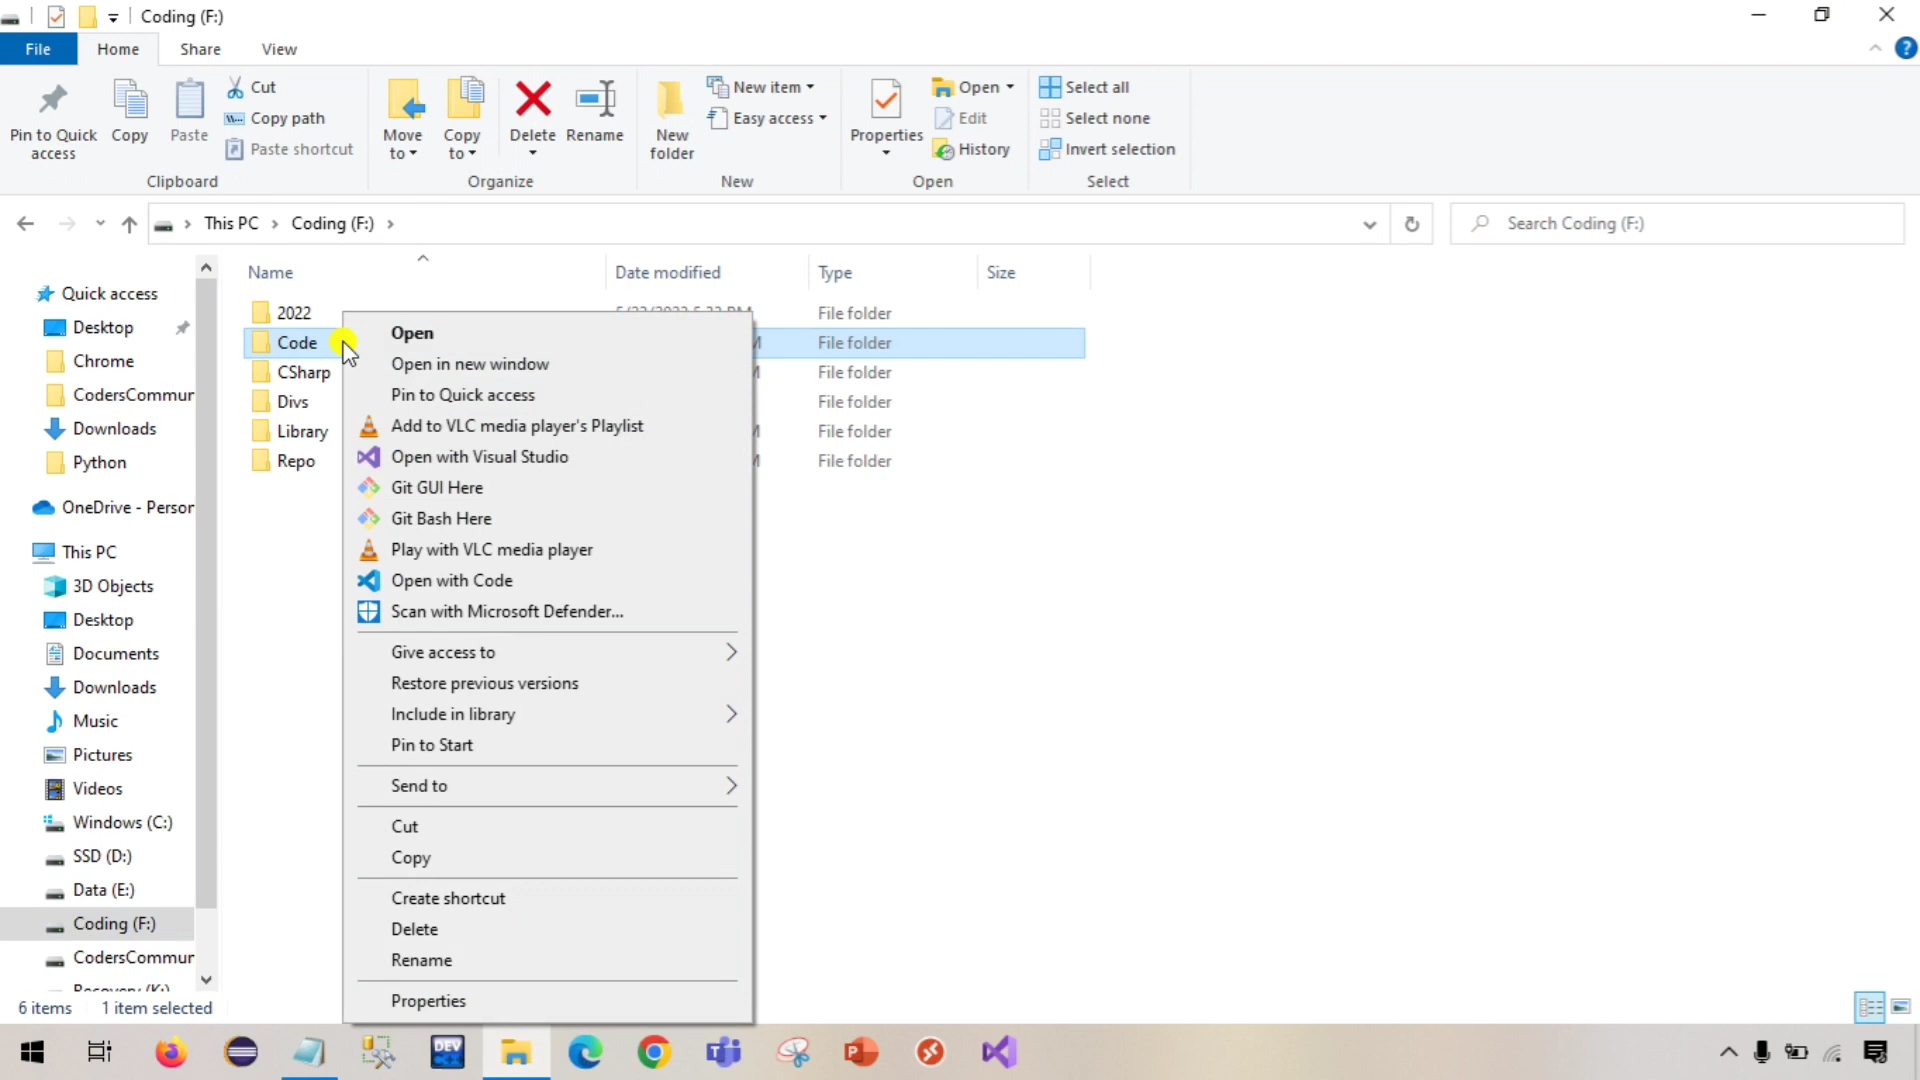 Coding (F:)
File Home Share View
Pin to Quick access
Copy
Paste
Cut
Copy path
Paste shortcut
Clipboard
Move to
Copy to
Delete
Rename
Organize
New folder
New item
Easy access
New
Properties
Open
Edit
History
Open
Select all
Select none
Invert selection
Select
This PC Coding (F:)
Search Coding (F:)
Name Date modified Type Size
2022 File folder
Code File folder
CSharp File folder
Divs File folder
Library File folder
Repo File folder
Quick access
Desktop
Chrome
CodersCommun
Downloads
Python
OneDrive - Person
This PC
3D Objects
Desktop
Documents
Downloads
Music
Pictures
Videos
Windows (C:)
SSD (D:)
Data (E:)
Coding (F:)
CodersCommun
Open
Open in new window
Pin to Quick access
Add to VLC media player's Playlist
Open with Visual Studio
Git GUI Here
Git Bash Here
Play with VLC media player
Open with Code
Scan with Microsoft Defender...
Give access to
Restore previous versions
Include in library
Pin to Start
Send to
Cut
Copy
Create shortcut
Delete
Rename
Properties
6 items 1 item selected
DEV